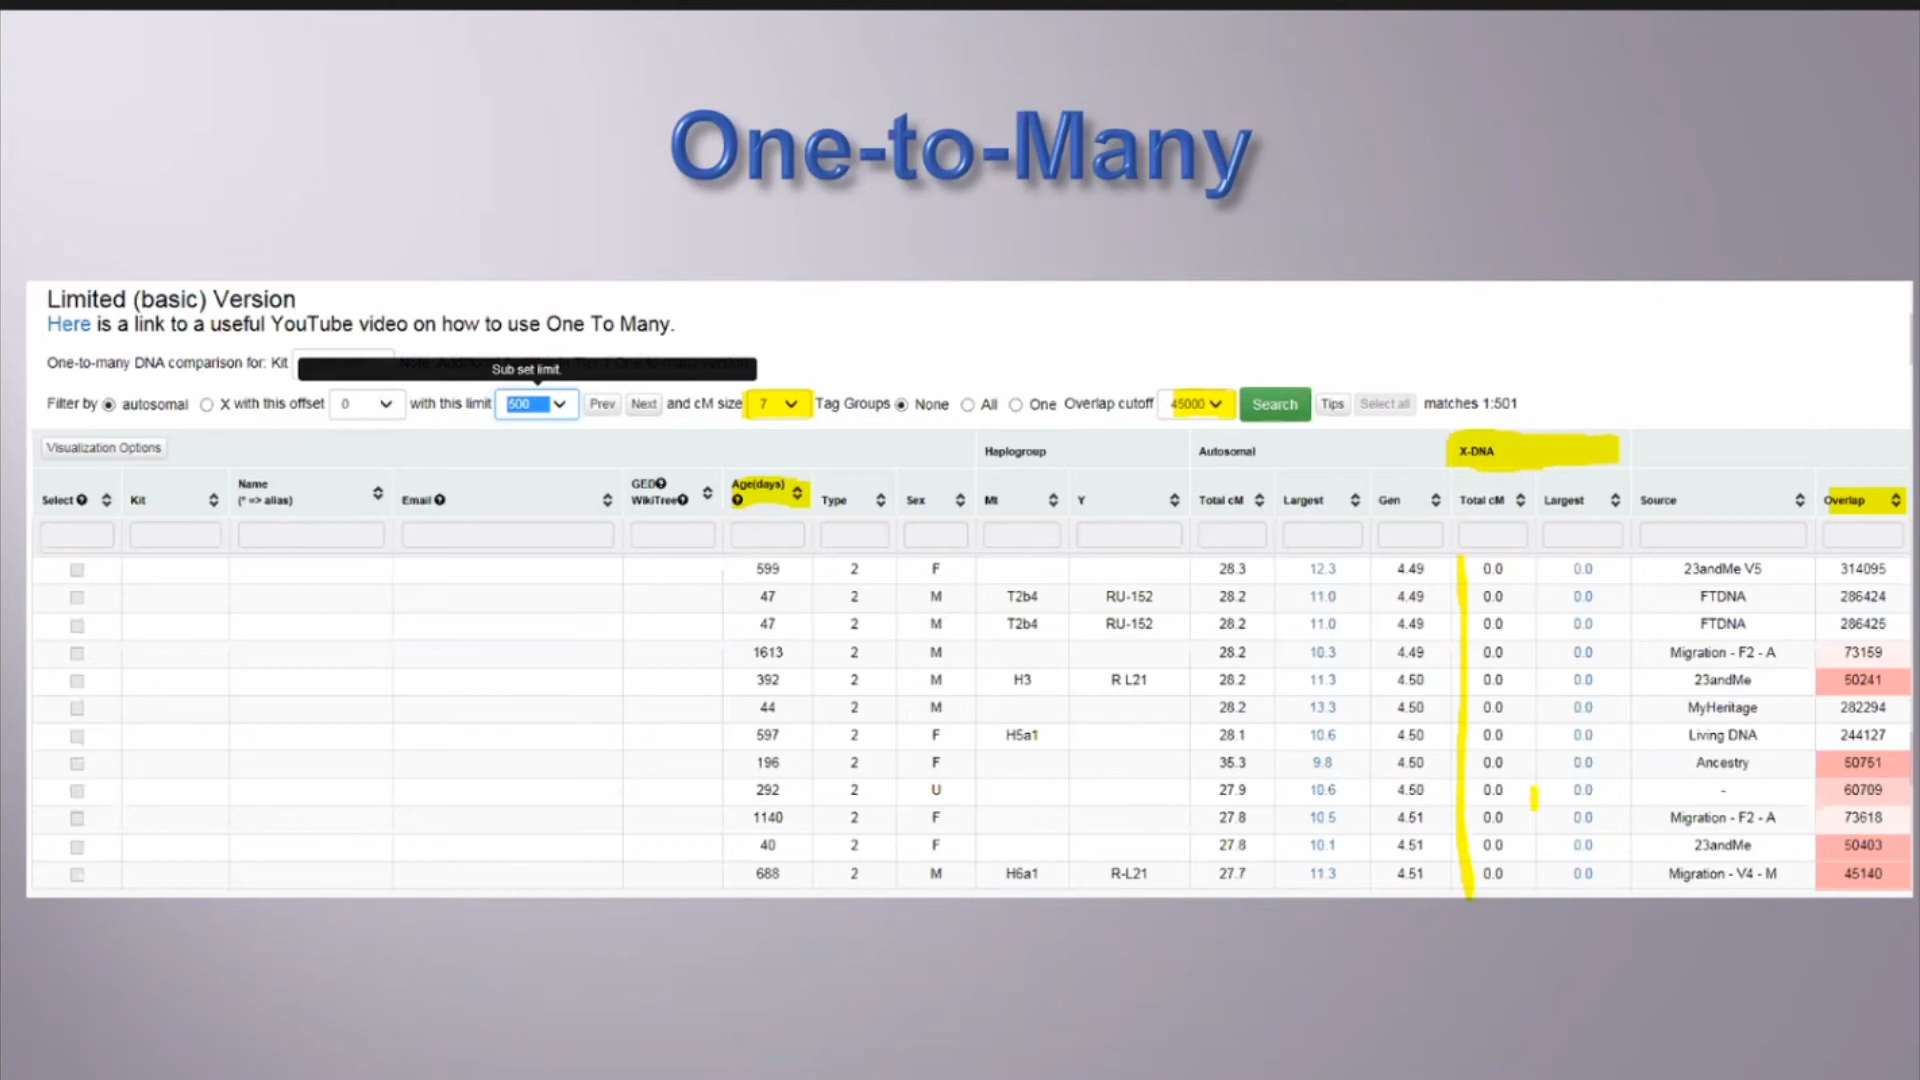 One-to-Many
Limited (basic) Version
Here is a link to a useful YouTube video on how to use One To Many.
One-to-many DNA comparison for: Kit
Sub set limit.
Filter by autosomal X with this offset 0 with this limit 500 Prev Next and cM size 7 Tag Groups None All One Overlap cutoff 45000 Search Tips Select all matches 1:501
Visualization Options Haplogroup Autosomal X-DNA
Select Kit Name (* => alias) Email GED WikiTree Age(days) Type Sex Mt Y Total cM Largest Gen Total cM Largest Source Overlap
599 2 F 28.3 12.3 4.49 0.0 0.0 23andMe V5 314095
47 2 M T2b4 RU-152 28.2 11.0 4.49 0.0 0.0 FTDNA 286424
47 2 M T2b4 RU-152 28.2 11.0 4.49 0.0 0.0 FTDNA 286425
1613 2 M 28.2 10.3 4.49 0.0 0.0 Migration - F2 - A 73159
392 2 M H3 R L21 28.2 11.3 4.50 0.0 0.0 23andMe 50241
44 2 M 28.2 13.3 4.50 0.0 0.0 MyHeritage 282294
597 2 F H5a1 28.1 10.6 4.50 0.0 0.0 Living DNA 244127
196 2 F 35.3 9.8 4.50 0.0 0.0 Ancestry 50751
292 2 U 27.9 10.6 4.50 0.0 0.0 - 60709
1140 2 F 27.8 10.5 4.51 0.0 0.0 Migration - F2 - A 73618
40 2 F 27.8 10.1 4.51 0.0 0.0 23andMe 50403
688 2 M H6a1 R-L21 27.7 11.3 4.51 0.0 0.0 Migration - V4 - M 45140